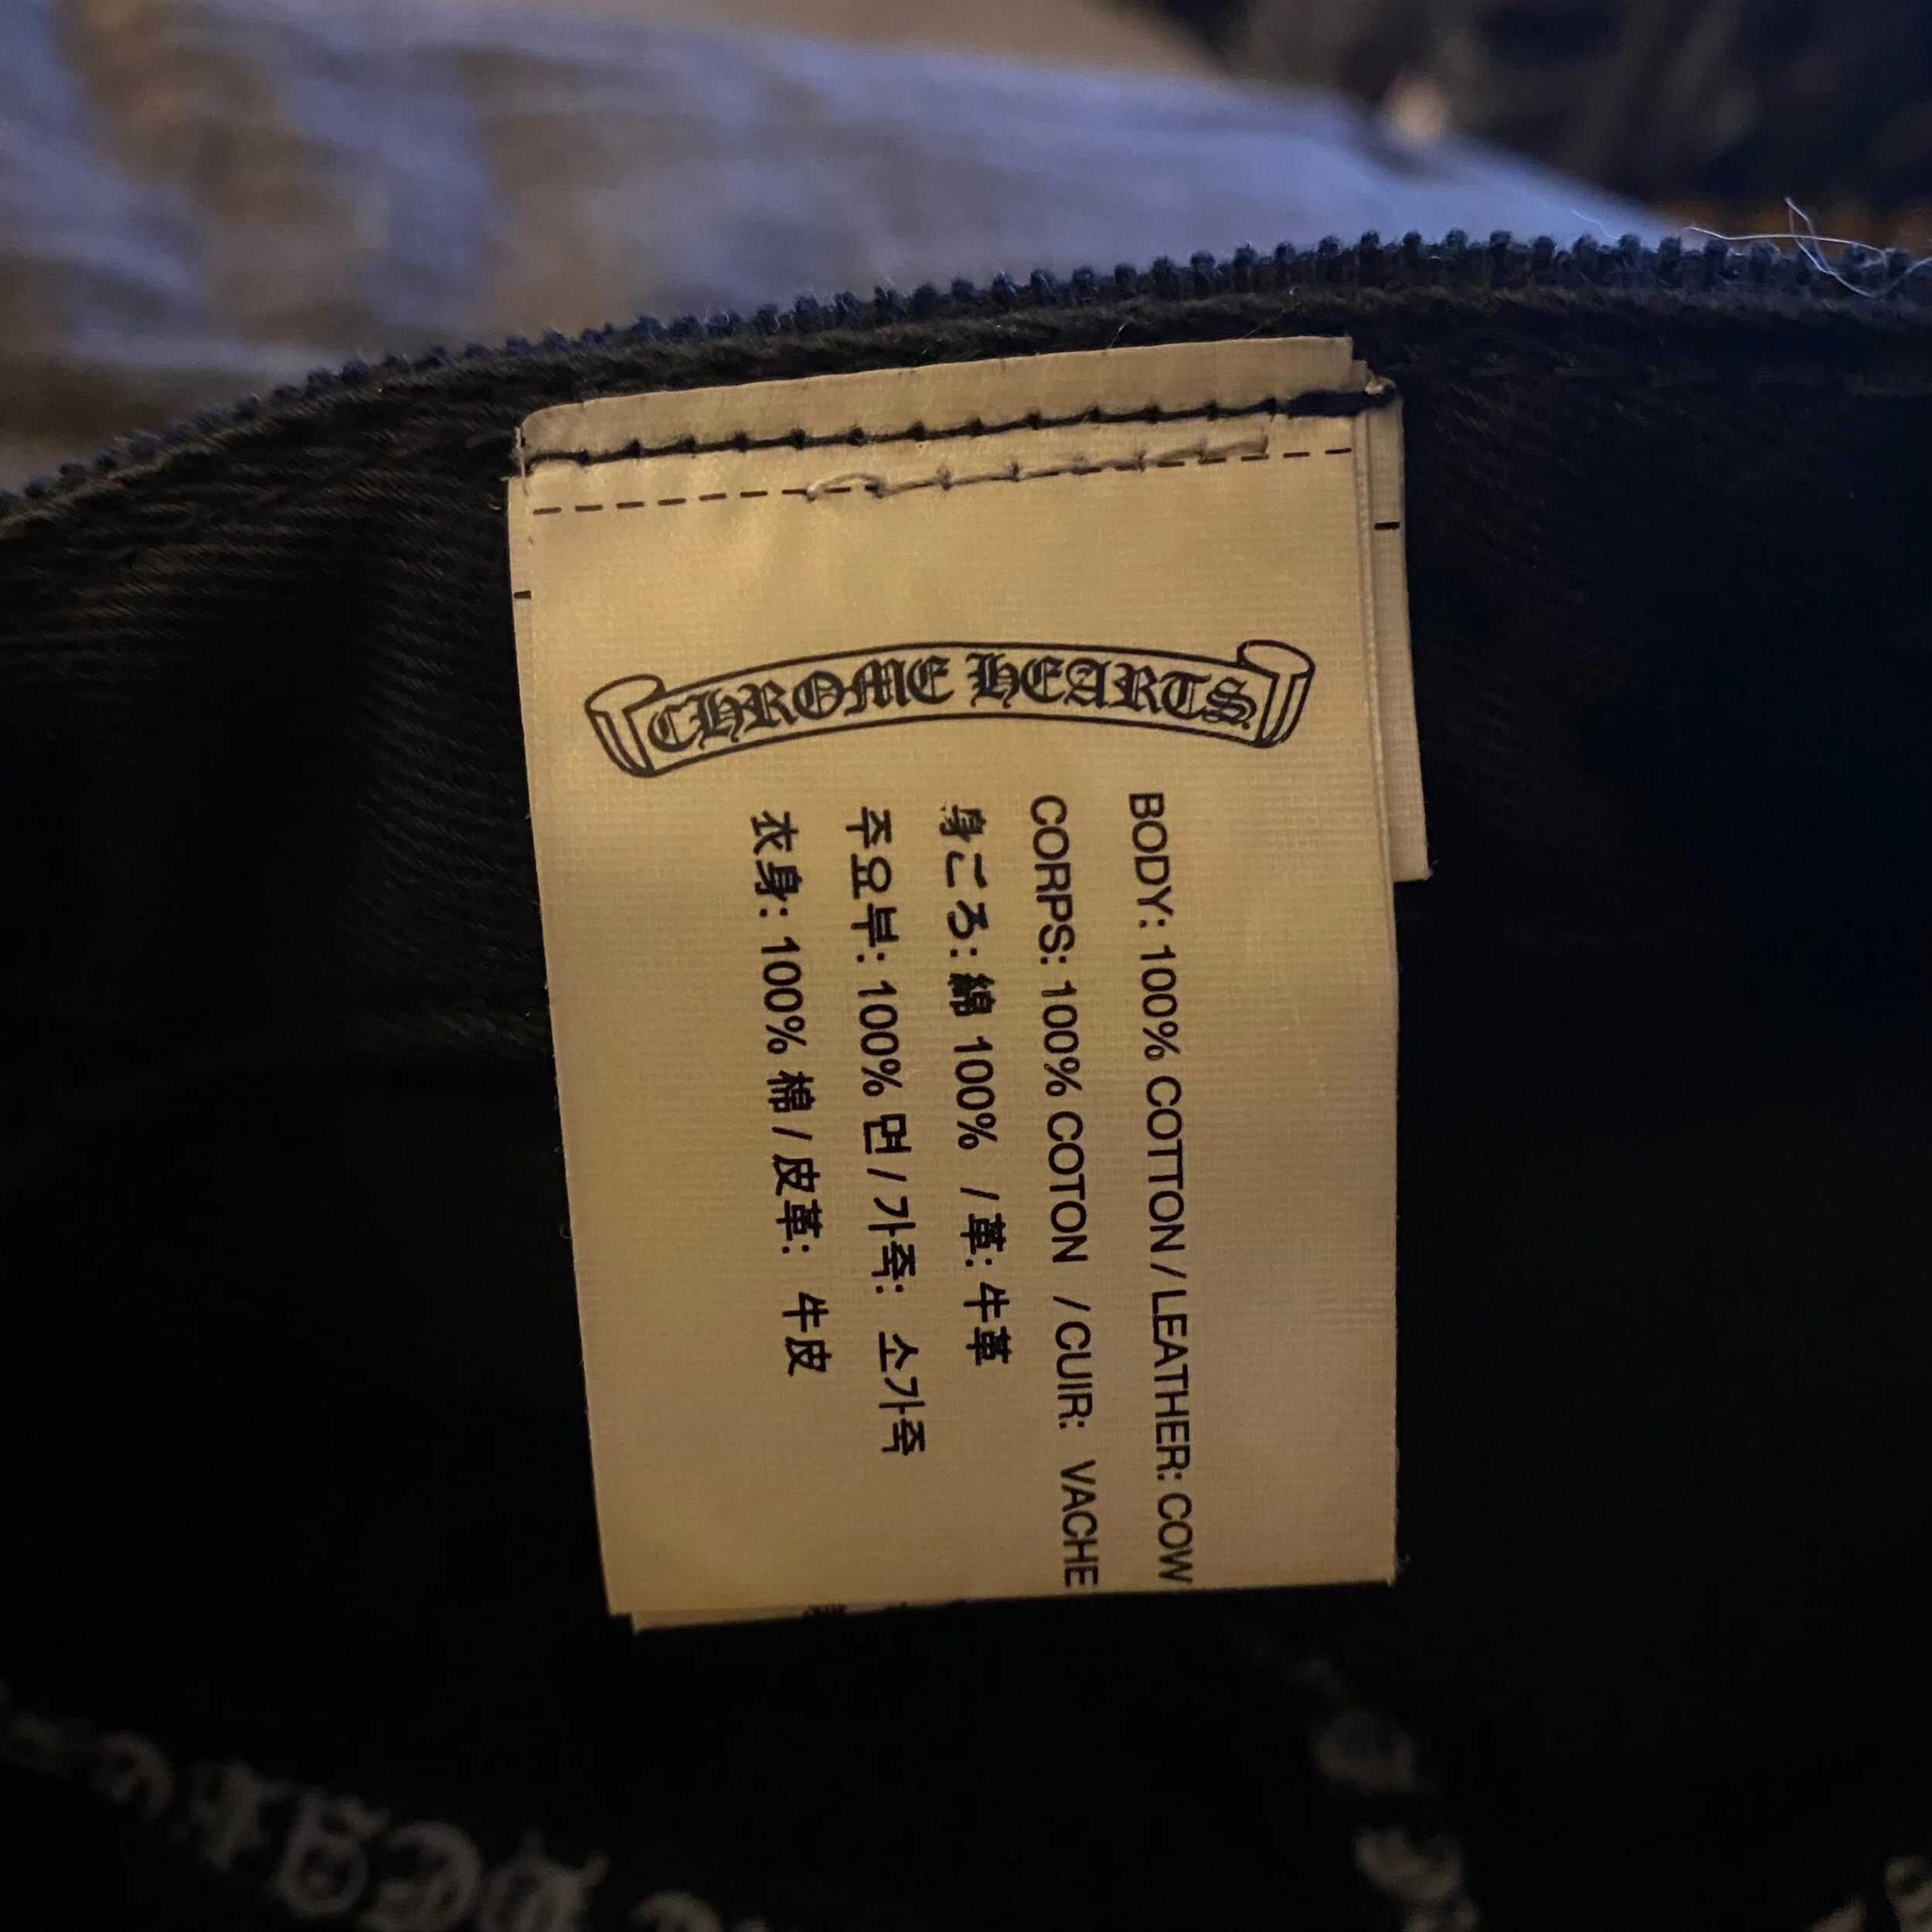 CHROME HEARTS
BODY: 100% COTTON / LEATHER: COW
CORPS: 100% COTON / CUIR: VACHE
身ごろ: 綿 100% / 革: 牛革
주요부: 100% 면 / 가죽: 소가죽
衣身: 100% 棉 / 皮革: 牛皮